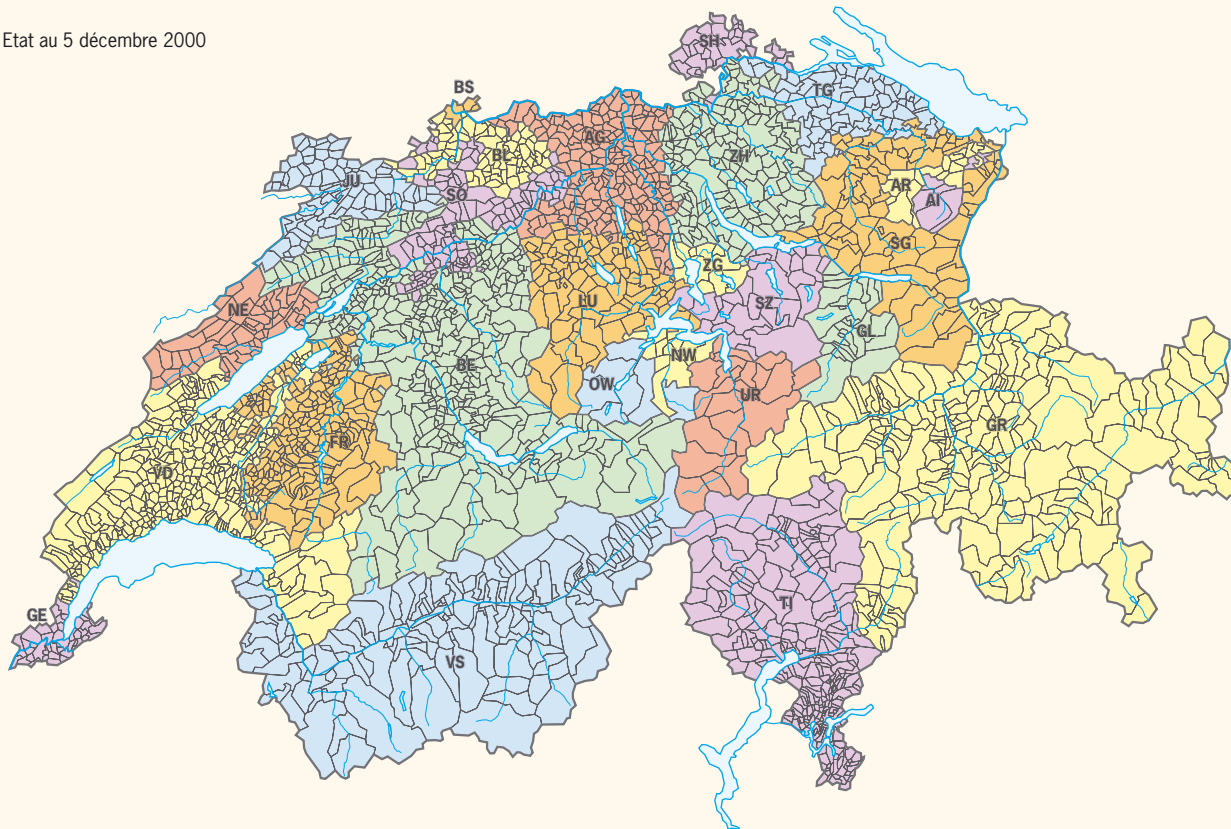 Etat au 5 décembre 2000
SH
BS
TG
AG
BL
ZH
JU
AR
SO
AI
SG
ZG
NE
LU
SZ
GL
NW
BE
OW
UR
GR
FR
VD
TI
GE
VS